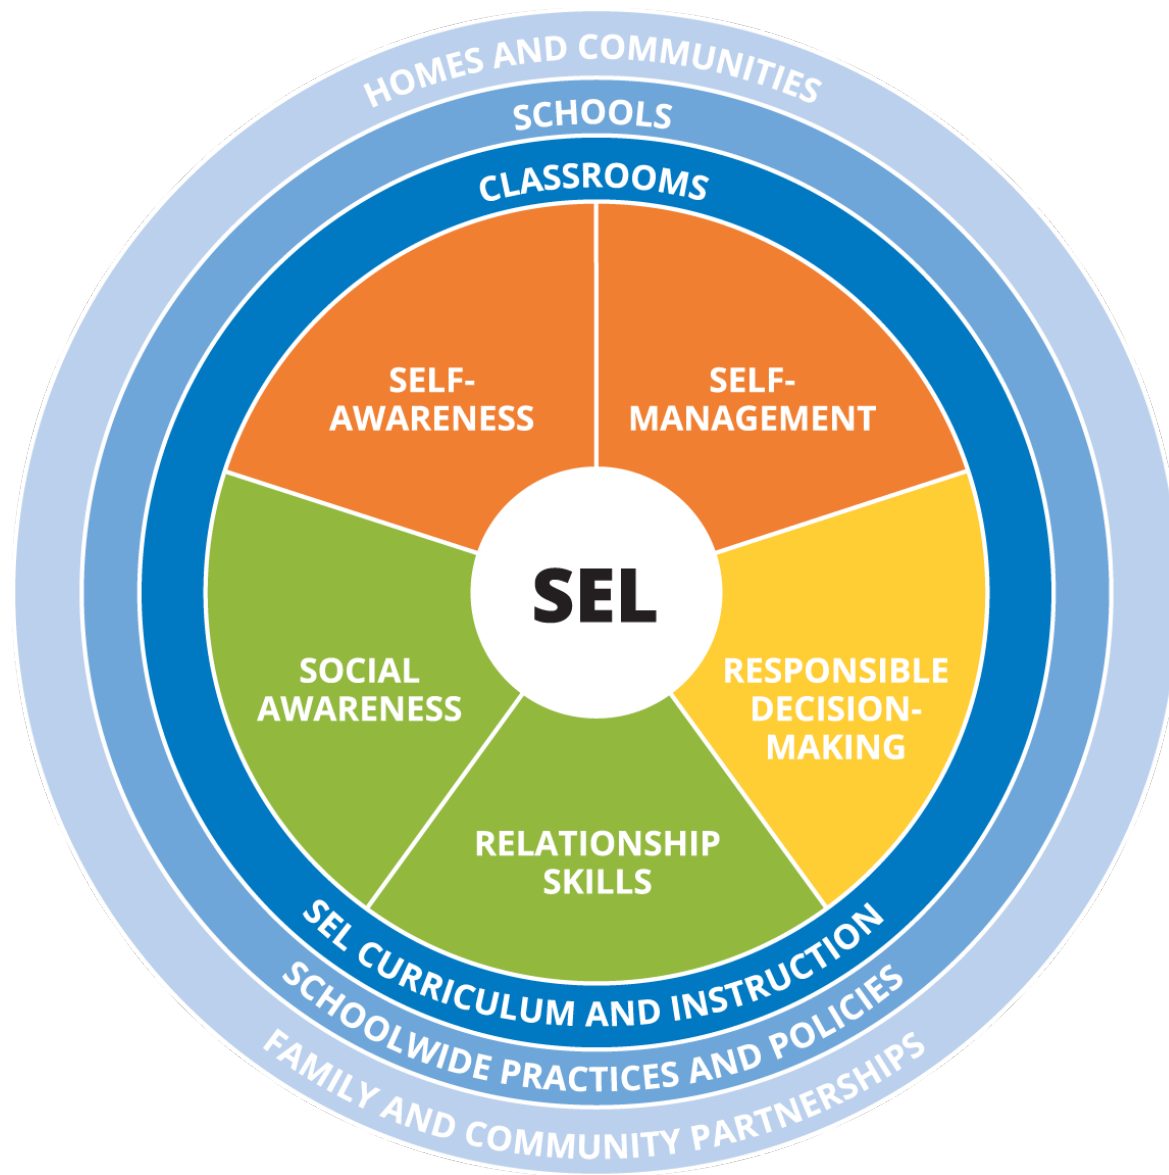 HOMES AND COMMUNITIES
SCHOOLS
CLASSROOMS
SELF-
AWARENESS
SELF-
MANAGEMENT
SEL
SOCIAL
AWARENESS
RESPONSIBLE
DECISION-
MAKING
RELATIONSHIP
SKILLS
SEL CURRICULUM AND INSTRUCTION
SCHOOLWIDE PRACTICES AND POLICIES
FAMILY AND COMMUNITY PARTNERSHIPS